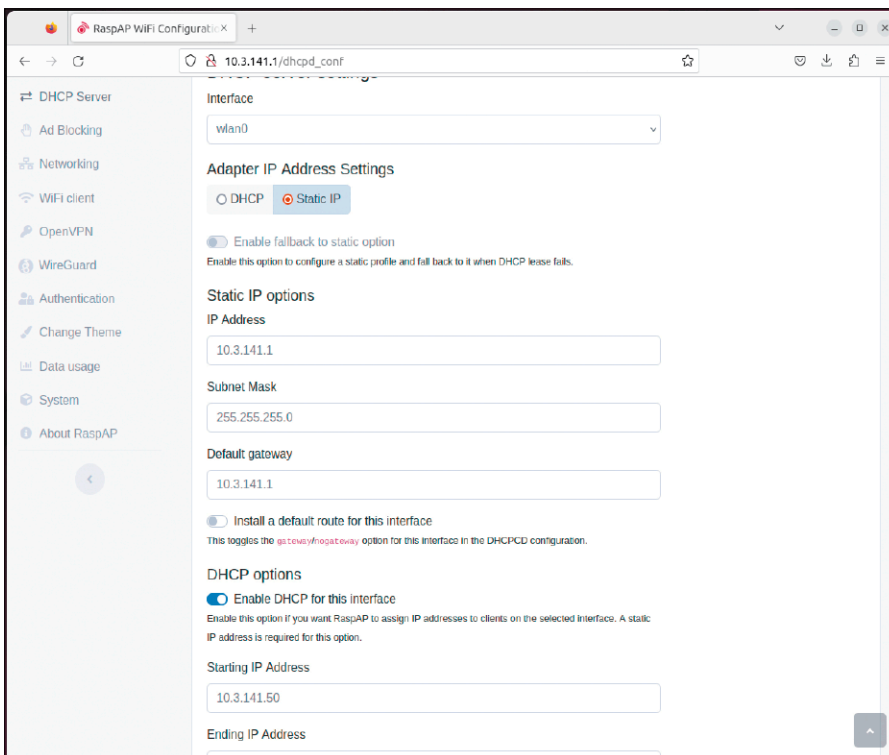 RaspAP WiFi Configuratio
10.3.141.1/dhcpd_conf
DHCP Server
Ad Blocking
Networking
WiFi client
OpenVPN
WireGuard
Authentication
Change Theme
Data usage
System
About RaspAP
Interface
wlan0
Adapter IP Address Settings
DHCP
Static IP
Enable fallback to static option
Enable this option to configure a static profile and fall back to it when DHCP lease fails.
Static IP options
IP Address
10.3.141.1
Subnet Mask
255.255.255.0
Default gateway
10.3.141.1
Install a default route for this interface
This toggles the gateway/nogateway option for this interface in the DHCPCD configuration.
DHCP options
Enable DHCP for this interface
Enable this option if you want RaspAP to assign IP addresses to clients on the selected interface. A static
IP address is required for this option.
Starting IP Address
10.3.141.50
Ending IP Address